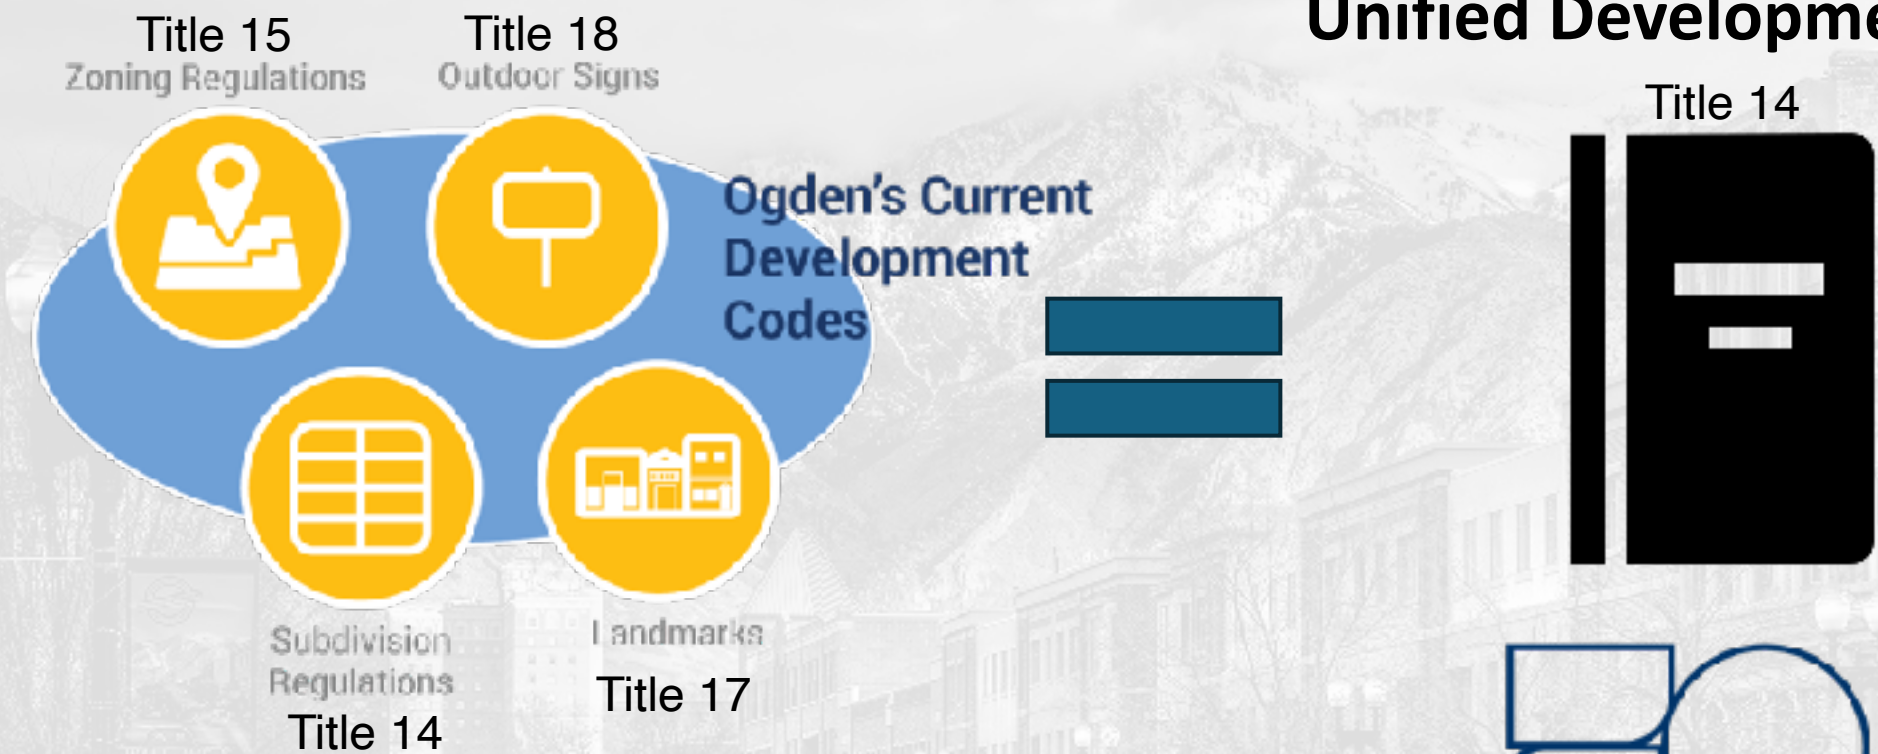 Title 15
Zoning Regulations
Title 18
Outdoor Signs
Ogden's Current
Development
Codes
Subdivision
Regulations
Title 14
Landmarks
Title 17
Unified
Title 14